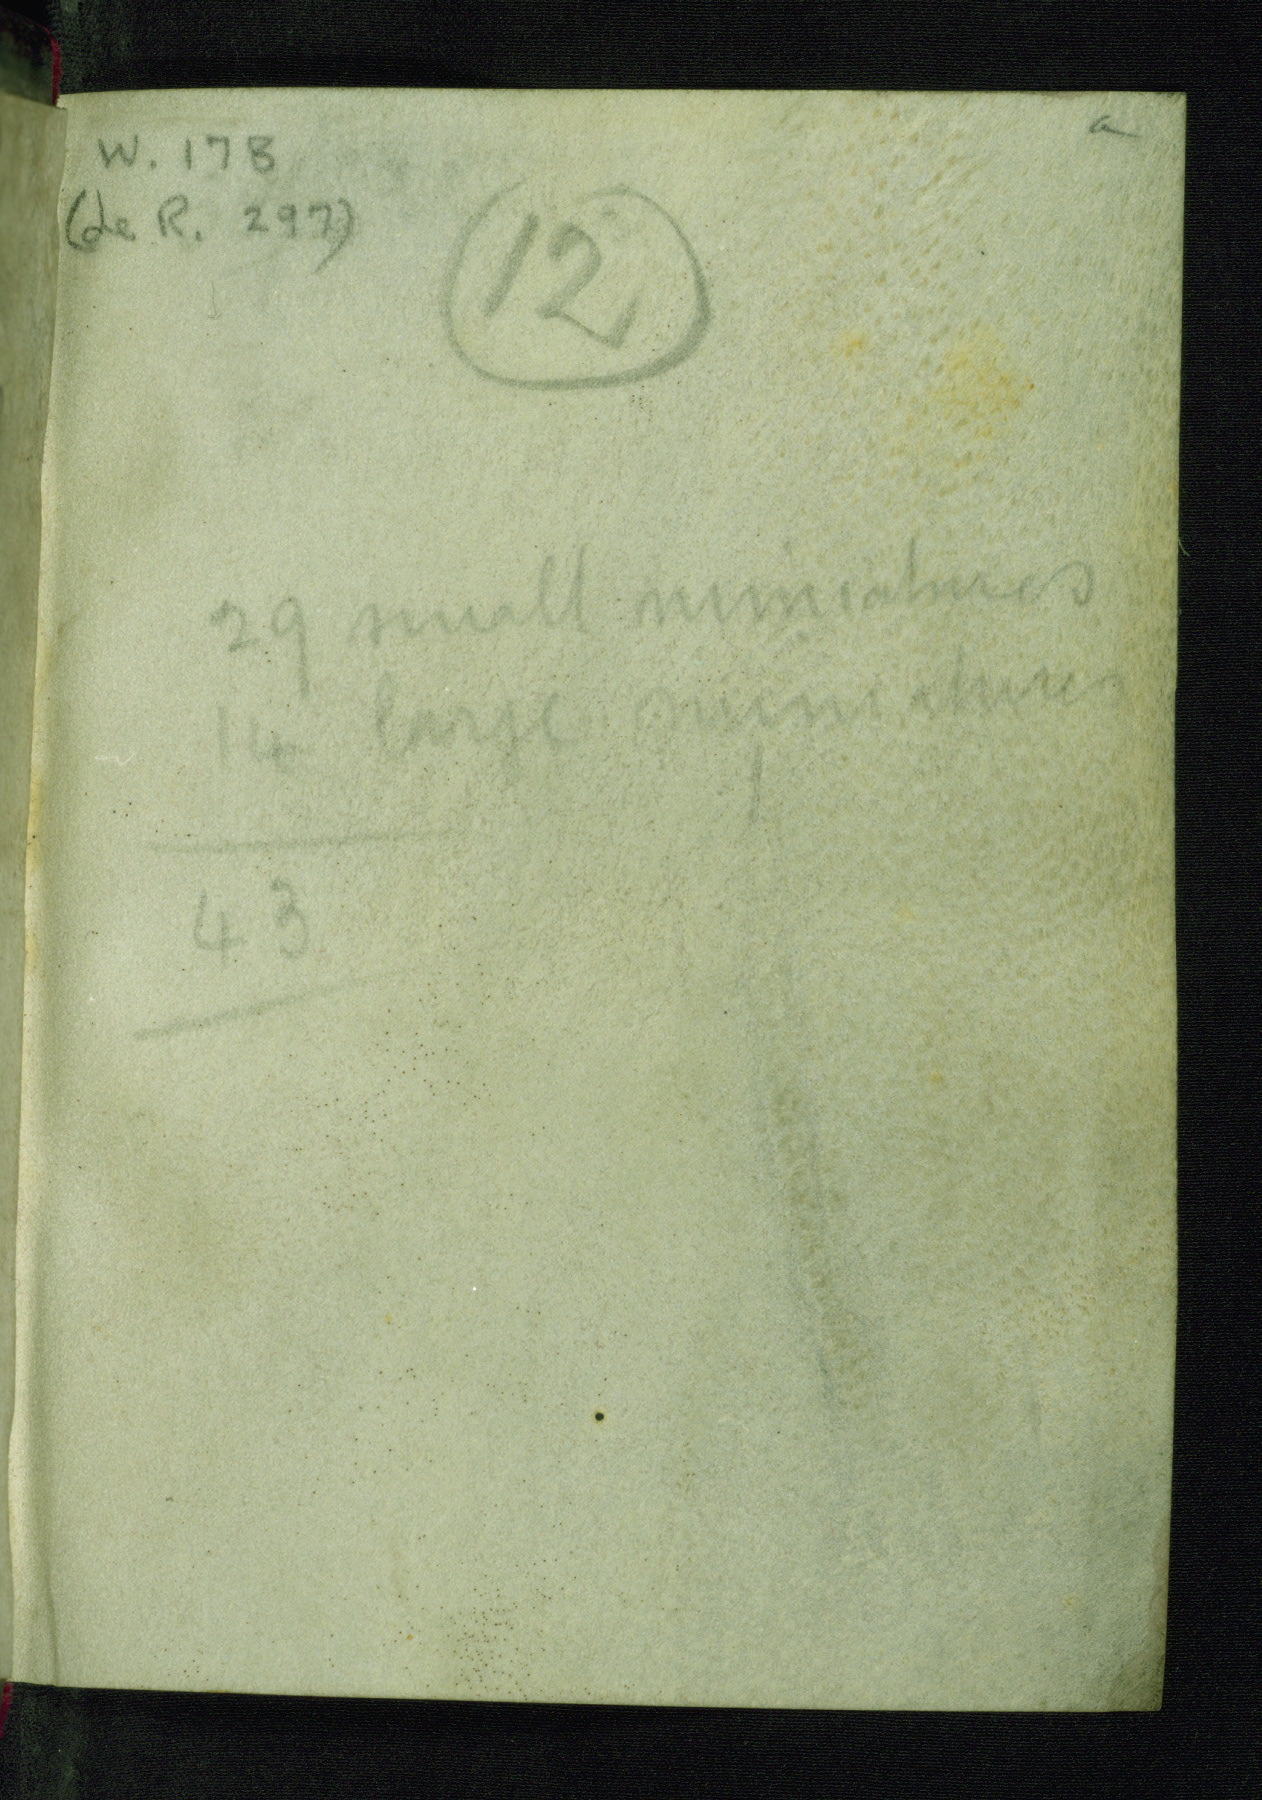 a
W. 178
(de R. 297)
12
29 small miniatures
14 large miniatures
43